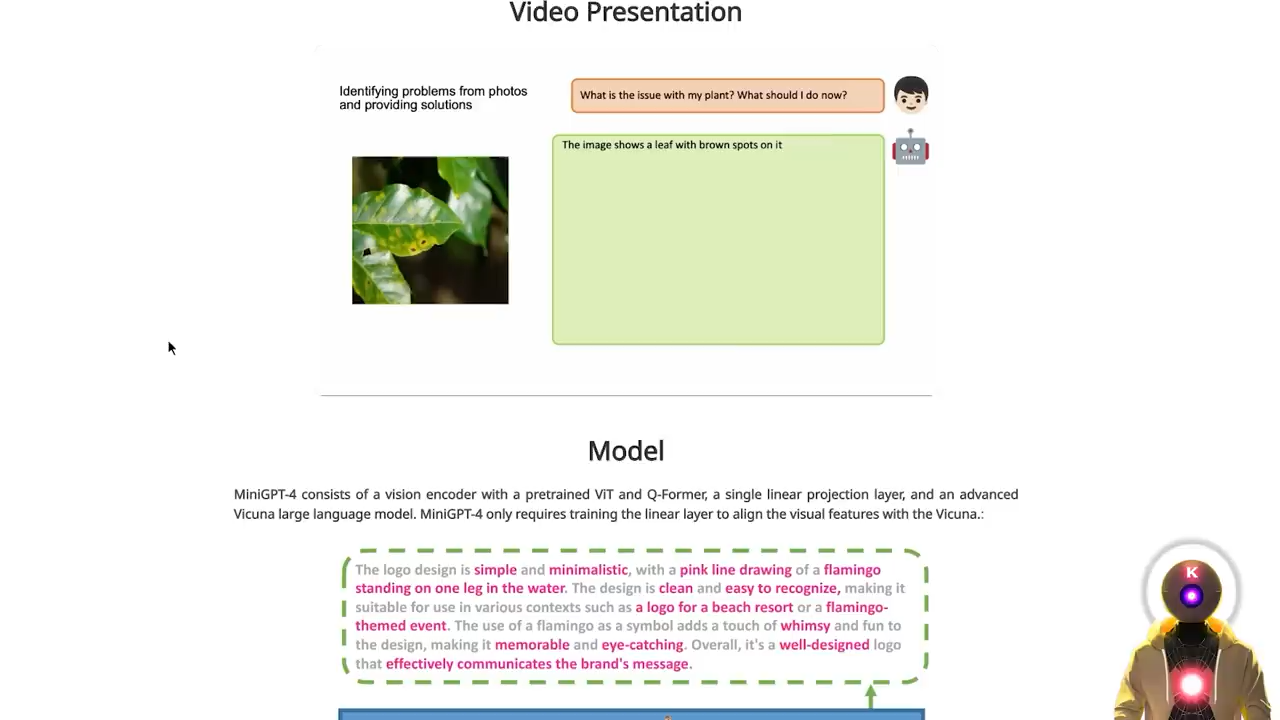 Video Presentation
Identifying problems from photos
and providing solutions
What is the issue with my plant? What should I do now?
The image shows a leaf with brown spots on it
Model
MiniGPT-4 consists of a vision encoder with a pretrained ViT and Q-Former, a single linear projection layer, and an advanced
Vicuna large language model. MiniGPT-4 only requires training the linear layer to align the visual features with the Vicuna.:
The logo design is simple and minimalistic, with a pink line drawing of a flamingo
standing on one leg in the water. The design is clean and easy to recognize, making it
suitable for use in various contexts such as a logo for a beach resort or a flamingo-
themed event. The use of a flamingo as a symbol adds a touch of whimsy and fun to
the design, making it memorable and eye-catching. Overall, it's a well-designed logo
that effectively communicates the brand's message.
K